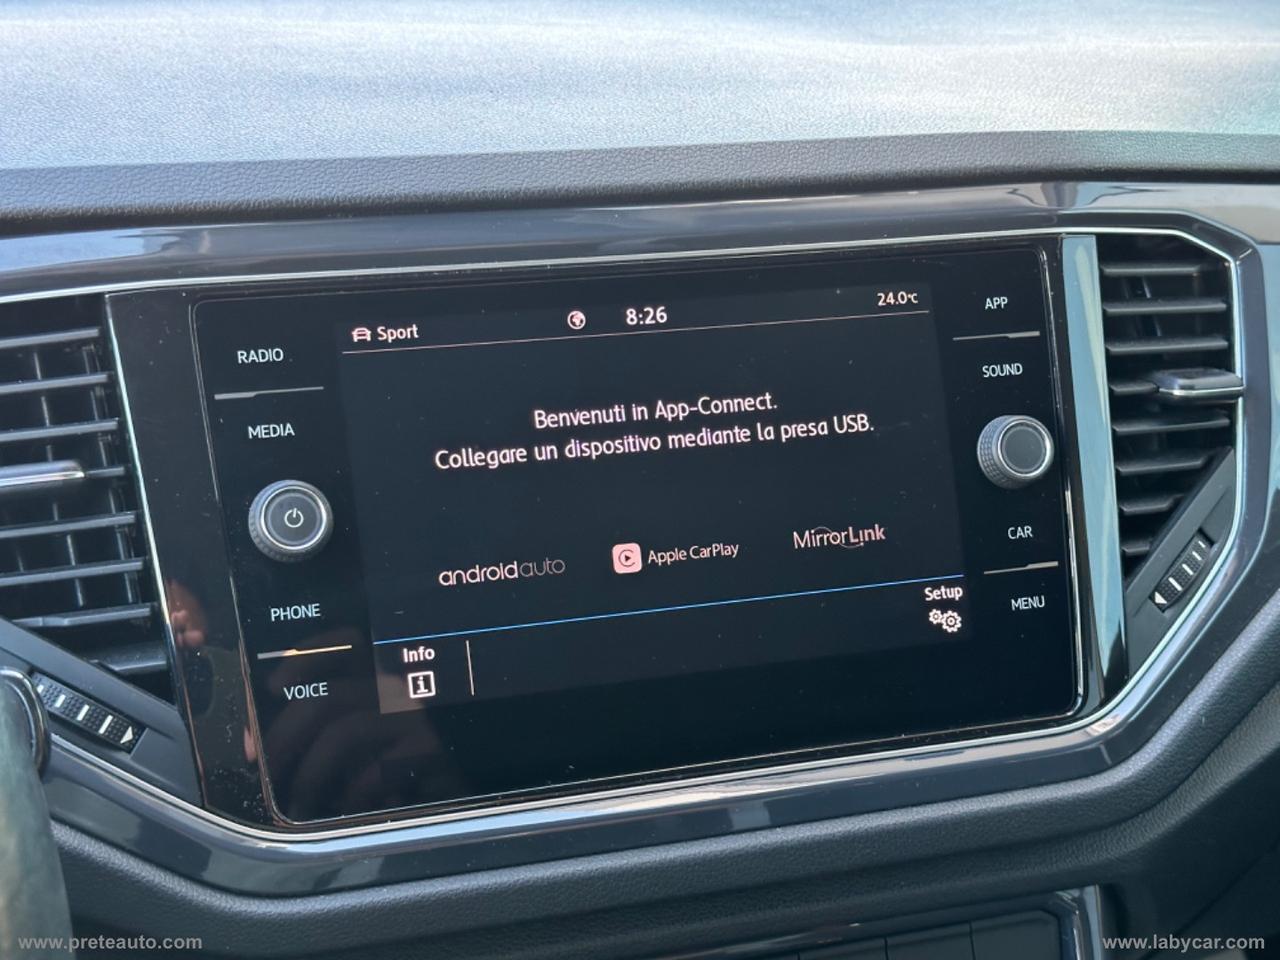 RADIO
MEDIA
PHONE
VOICE
Sport
8:26
24.0°C
Benvenuti in App-Connect.
Collegare un dispositivo mediante la presa USB.
androidauto
Apple CarPlay
MirrorLink
Info
Setup
APP
SOUND
CAR
MENU
www.preteauto.com
www.labycar.com